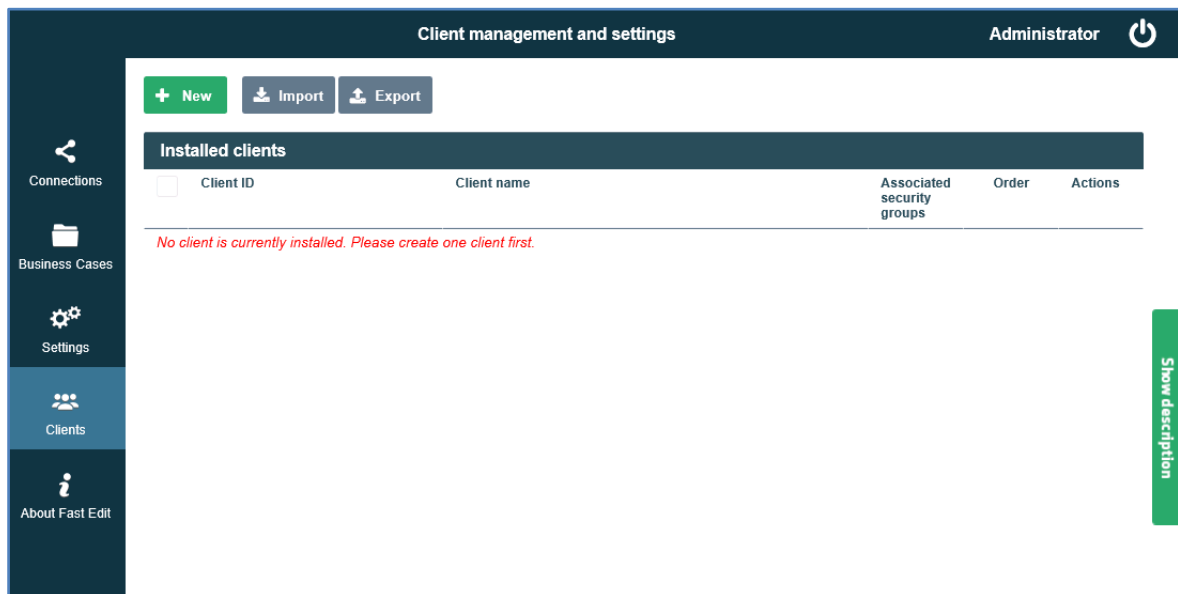 Client management and settings
Administrator
New
Import
Export
Installed clients
Client ID
Client name
Associated
security
groups
Order
Actions
No client is currently installed. Please create one client first.
Connections
Business Cases
Settings
Clients
About Fast Edit
Show description